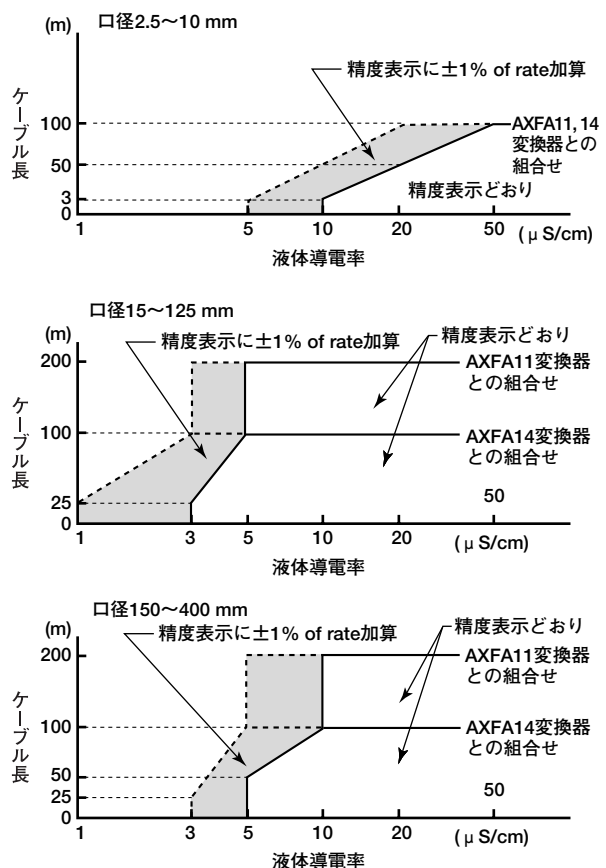 口径2.5〜10 mm
(m)
精度表示に±1% of rate加算
ケーブル長
100
50
3
0
AXFA11, 14
変換器との
組合せ
精度表示どおり
1
5
10
20
50
(μ S/cm)
液体導電率
口径15〜125 mm
(m)
精度表示に±1% of rate加算
精度表示どおり
ケーブル長
200
100
25
0
AXFA11変換器
との組合せ
AXFA14変換器
との組合せ
50
1
3
5
10
20
(μ S/cm)
液体導電率
口径150〜400 mm
(m)
精度表示に±1% of rate加算
精度表示どおり
ケーブル長
200
100
50
25
0
AXFA11変換器
との組合せ
AXFA14変換器
との組合せ
50
1
3
5
10
20
(μ S/cm)
液体導電率